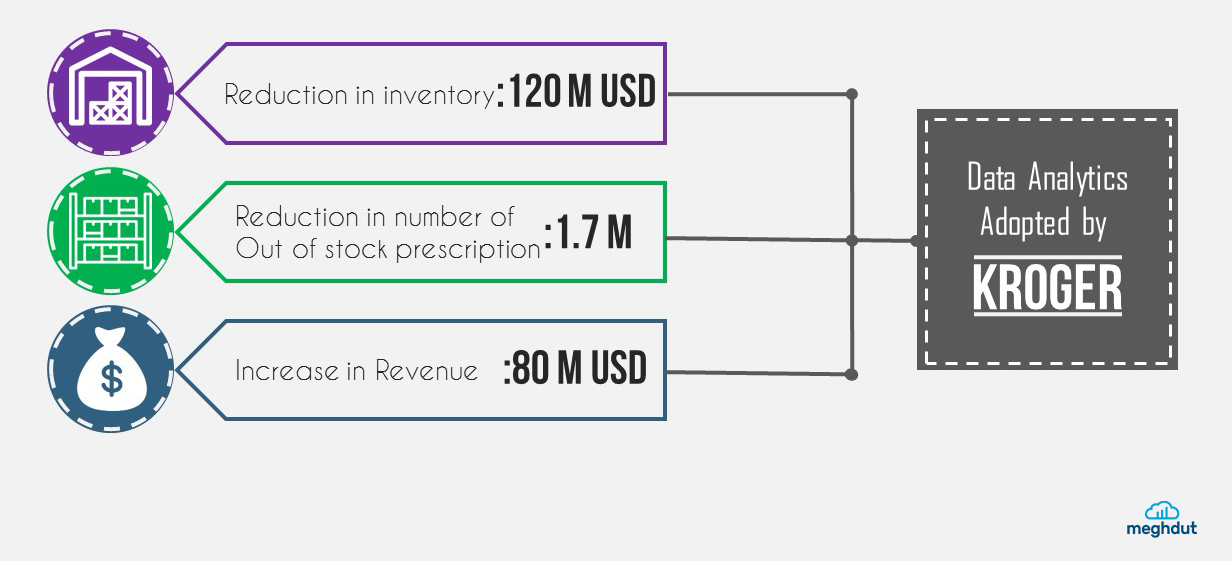 Reduction in inventory:120 M USD
Reduction in number of
Out of stock prescription:1.7 M
Increase in Revenue :80 M USD
Data Analytics
Adopted by
KROGER
meghdut